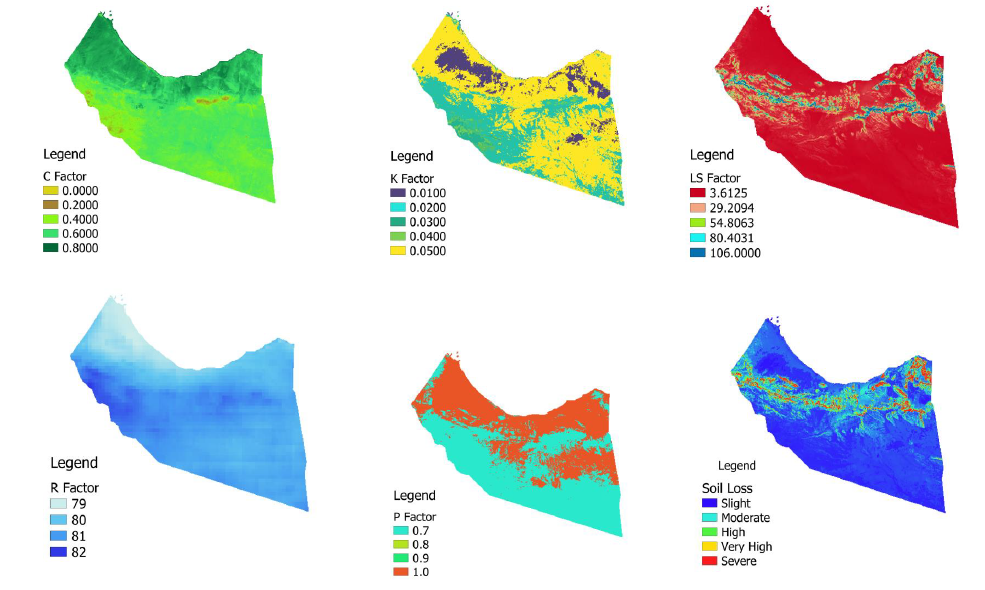 Legend
C Factor
0.0000
0.2000
0.4000
0.6000
0.8000
Legend
K Factor
0.0100
0.0200
0.0300
0.0400
0.0500
Legend
LS Factor
3.6125
29.2094
54.8063
80.4031
106.0000
Legend
R Factor
79
80
81
82
Legend
P Factor
0.7
0.8
0.9
1.0
Legend
Soil Loss
Slight
Moderate
High
Very High
Severe